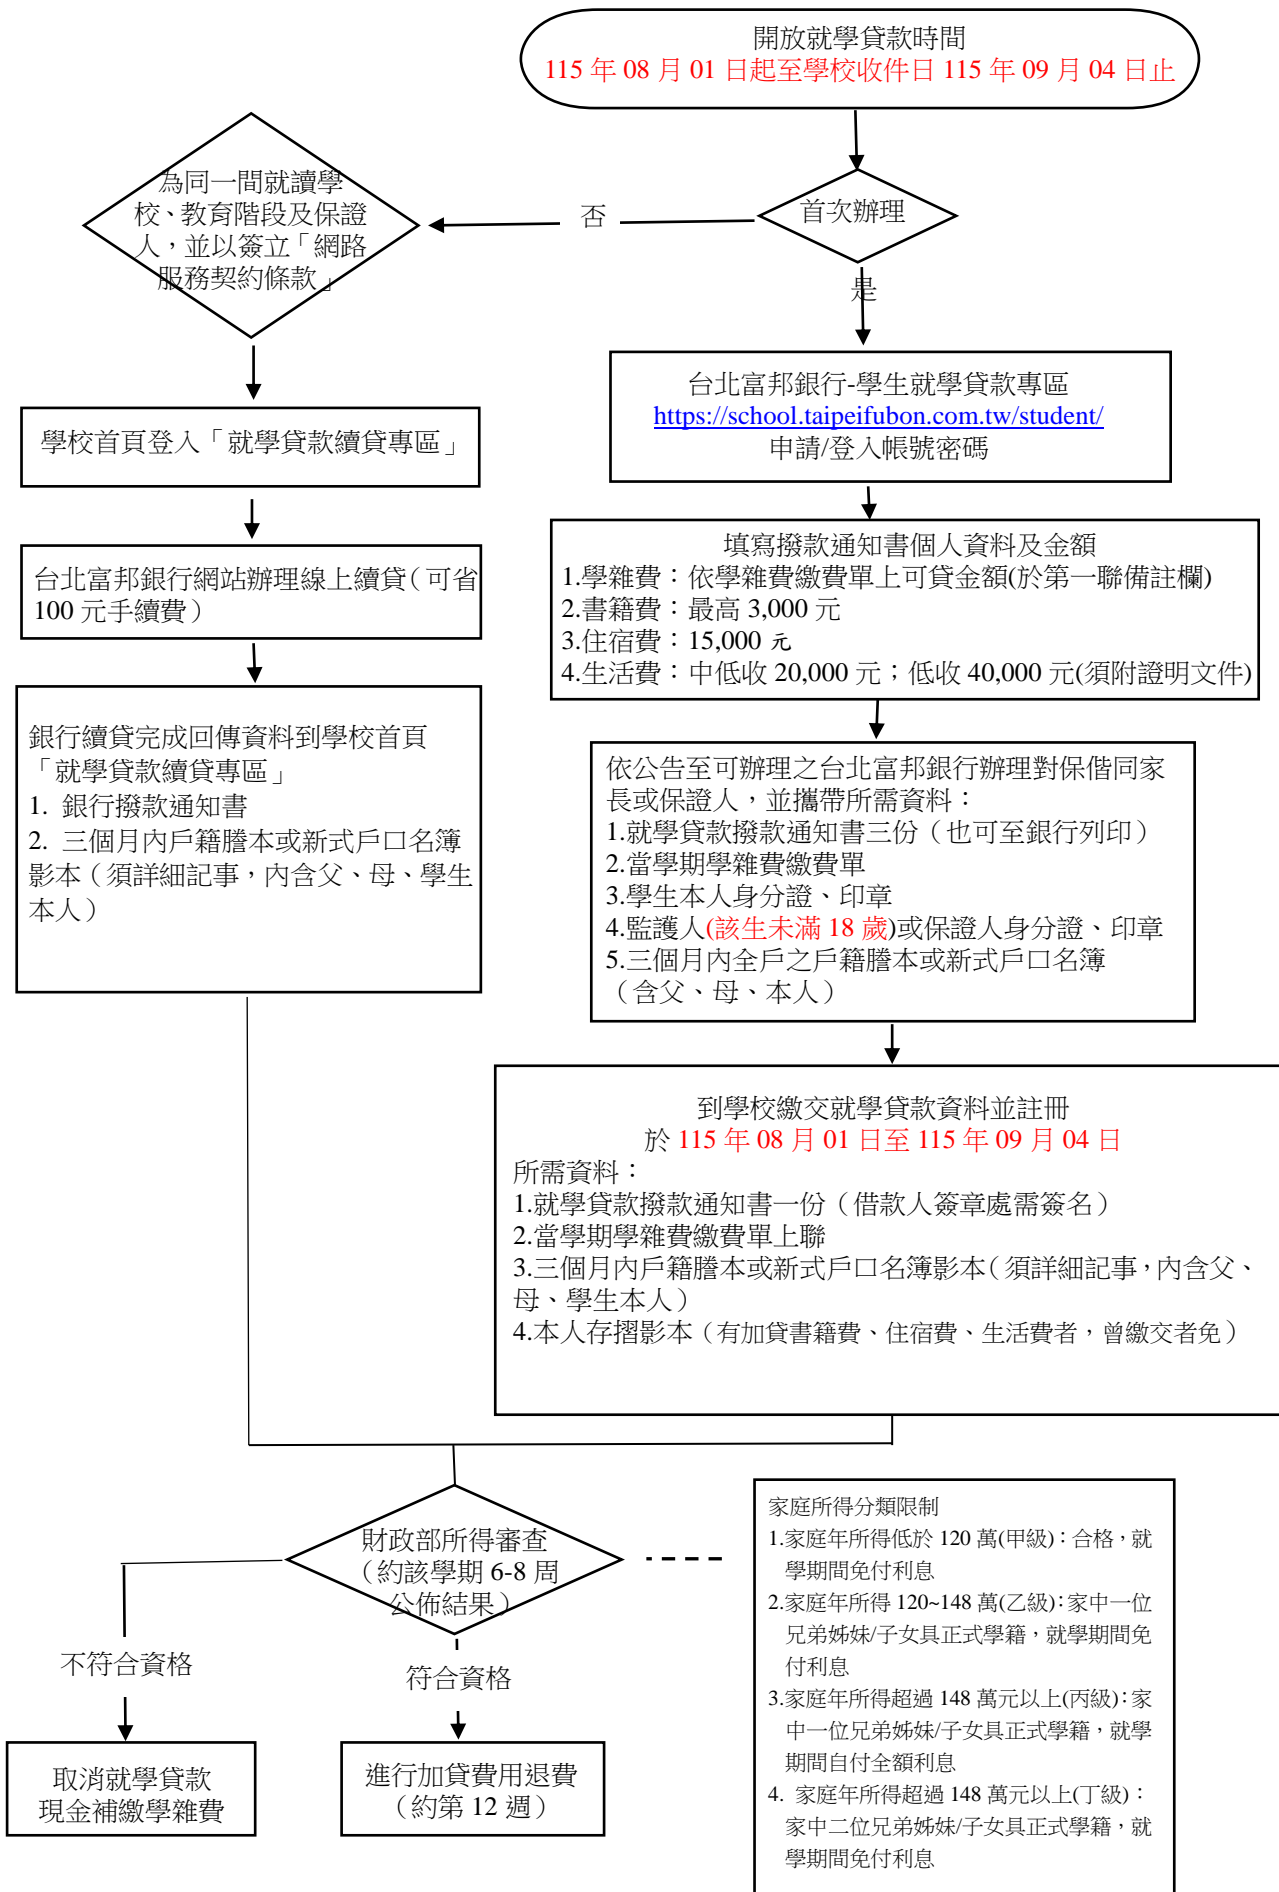 開放就學貸款時間
115 年 08 月 01 日起至學校收件日 115 年 09 月 04 日止
首次辦理
否
是
為同一間就讀學
校、教育階段及保證
人，並以簽立「網路
服務契約條款」
學校首頁登入「就學貸款續貸專區」
台北富邦銀行網站辦理線上續貸（可省
100 元手續費）
銀行續貸完成回傳資料到學校首頁
「就學貸款續貸專區」
1. 銀行撥款通知書
2. 三個月內戶籍謄本或新式戶口名簿
影本（須詳細記事，內含父、母、學生
本人）
台北富邦銀行-學生就學貸款專區
https://school.taipeifubon.com.tw/student/
申請/登入帳號密碼
填寫撥款通知書個人資料及金額
1.學雜費：依學雜費繳費單上可貸金額(於第一聯備註欄)
2.書籍費：最高 3,000 元
3.住宿費：15,000 元
4.生活費：中低收 20,000 元；低收 40,000 元(須附證明文件)
依公告至可辦理之台北富邦銀行辦理對保偕同家
長或保證人，並攜帶所需資料：
1.就學貸款撥款通知書三份（也可至銀行列印）
2.當學期學雜費繳費單
3.學生本人身分證、印章
4.監護人(該生未滿 18 歲)或保證人身分證、印章
5.三個月內全戶之戶籍謄本或新式戶口名簿
（含父、母、本人）
到學校繳交就學貸款資料並註冊
於 115 年 08 月 01 日至 115 年 09 月 04 日
所需資料：
1.就學貸款撥款通知書一份（借款人簽章處需簽名）
2.當學期學雜費繳費單上聯
3.三個月內戶籍謄本或新式戶口名簿影本（須詳細記事，內含父、
母、學生本人）
4.本人存摺影本（有加貸書籍費、住宿費、生活費者，曾繳交者免）
財政部所得審查
（約該學期 6-8 周
公佈結果）
不符合資格
符合資格
取消就學貸款
現金補繳學雜費
進行加貸費用退費
（約第 12 週）
家庭所得分類限制
1.家庭年所得低於 120 萬(甲級)：合格，就
學期間免付利息
2.家庭年所得 120~148 萬(乙級)：家中一位
兄弟姊妹/子女具正式學籍，就學期間免
付利息
3.家庭年所得超過 148 萬元以上(丙級)：家
中一位兄弟姊妹/子女具正式學籍，就學
期間自付全額利息
4. 家庭年所得超過 148 萬元以上(丁級)：
家中二位兄弟姊妹/子女具正式學籍，就
學期間免付利息